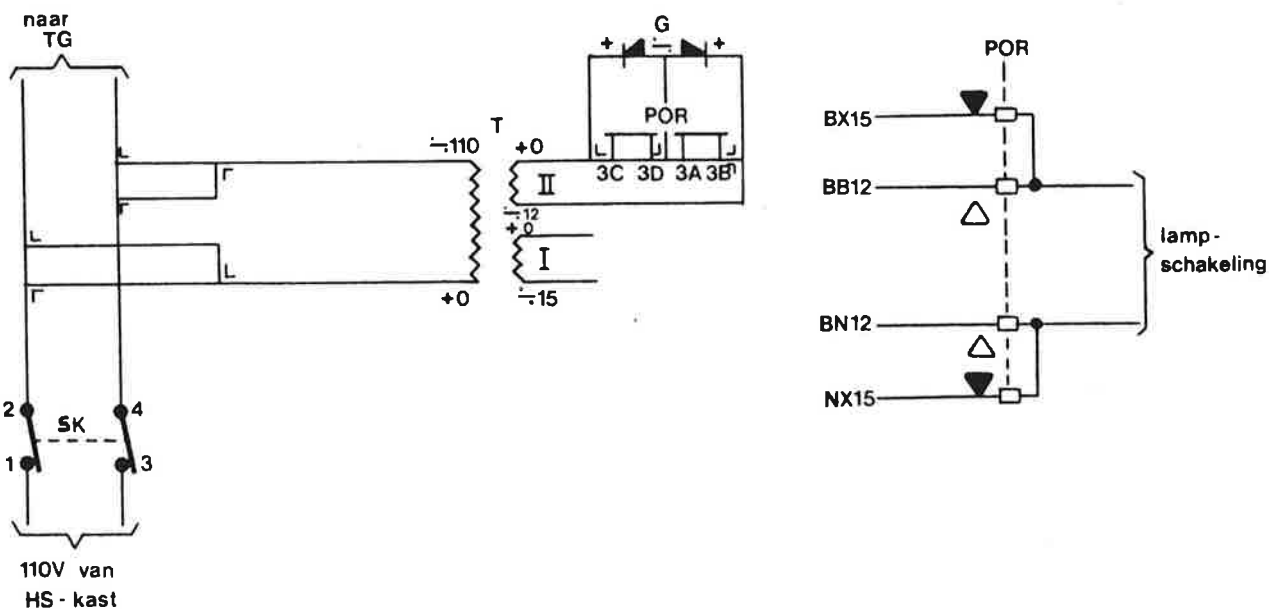 naar
TG
G
+ ≒ +
POR
T
≒110
+0
3C 3D 3A 3B
II
≒12
+0
I
+0
≒15
2
4
SK
1
3
110V van
HS - kast
POR
BX15
BB12
BN12
NX15
lamp-
schakeling